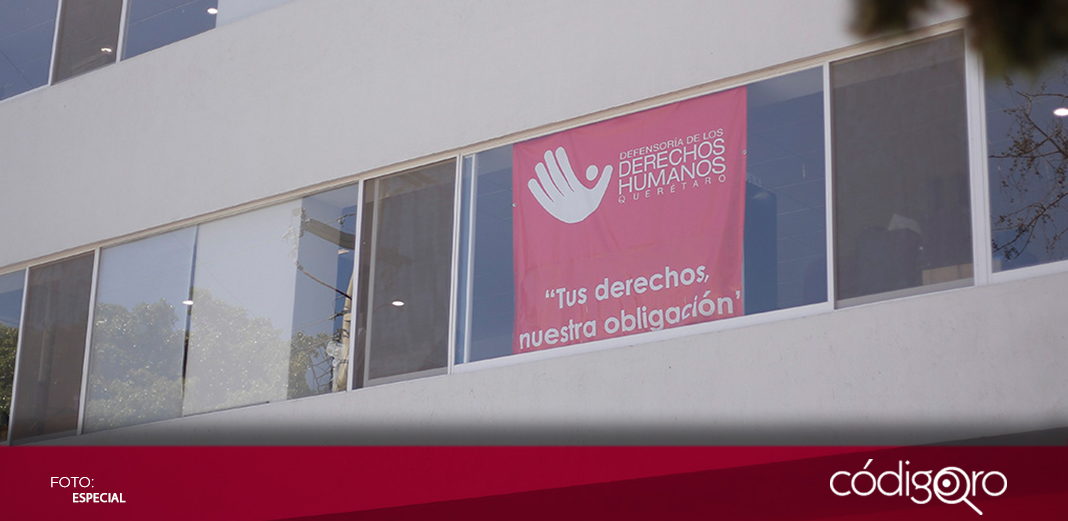 DEFENSORÍA DE LOS
DERECHOS
HUMANOS
QUERÉTARO
“Tus derechos,
nuestra obligación”
FOTO:
ESPECIAL
códigoqro